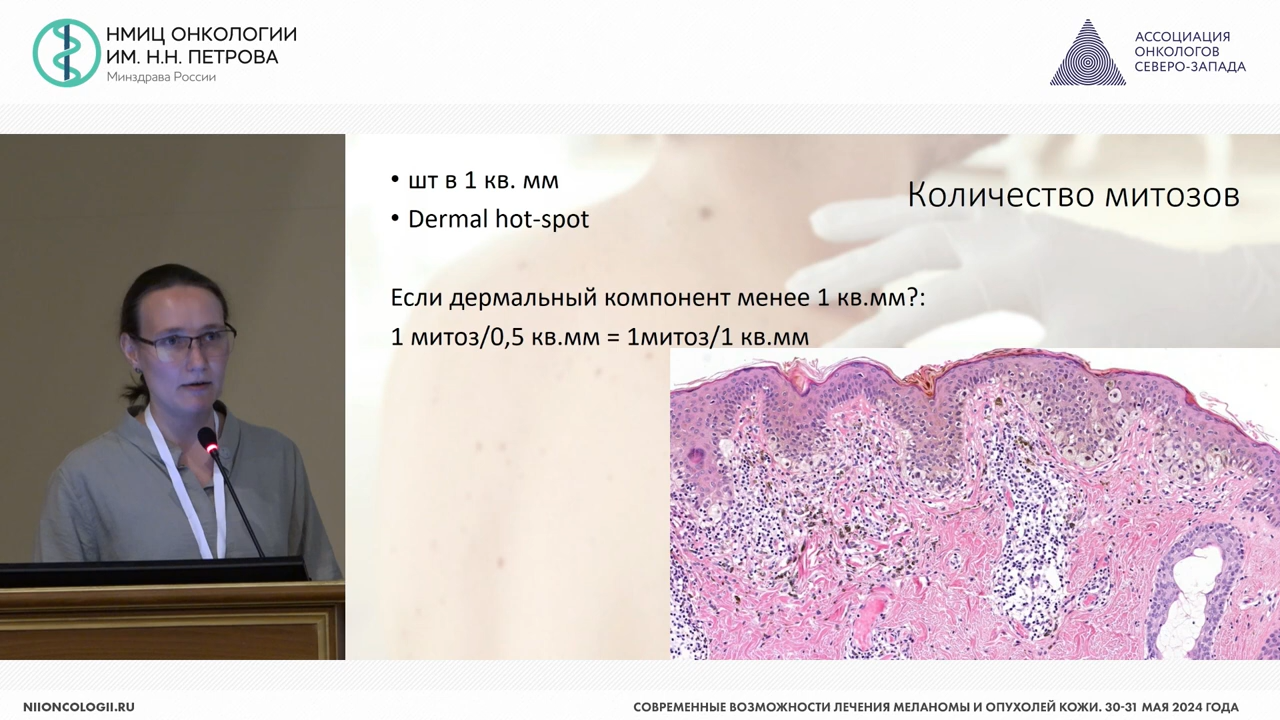 НМИЦ ОНКОЛОГИИ
ИМ. Н.Н. ПЕТРОВА
Минздрава России
АССОЦИАЦИЯ
ОНКОЛОГОВ
СЕВЕРО-ЗАПАДА
• шт в 1 кв. мм
• Dermal hot-spot
Количество митозов
Если дермальный компонент менее 1 кв.мм?:
1 митоз/0,5 кв.мм = 1митоз/1 кв.мм
NIIONCOLOGII.RU
СОВРЕМЕННЫЕ ВОЗМОЖНОСТИ ЛЕЧЕНИЯ МЕЛАНОМЫ И ОПУХОЛЕЙ КОЖИ. 30-31 МАЯ 2024 ГОДА